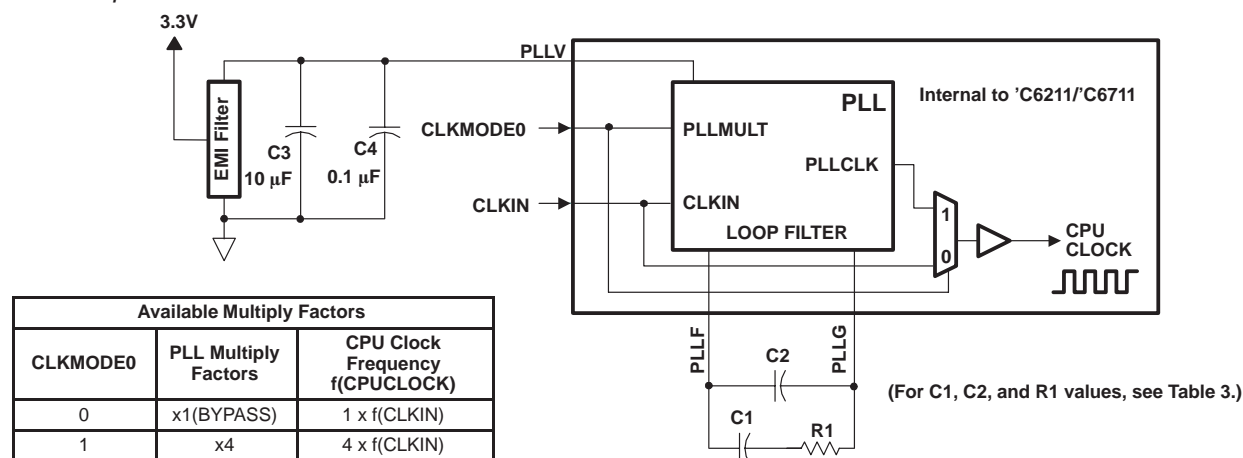 3.3V
PLLV
EMI Filter
C3
10 μF
C4
0.1 μF
CLKMODE0
CLKIN
PLL
Internal to ’C6211/’C6711
PLLMULT
PLLCLK
CLKIN
LOOP FILTER
1
0
CPU
CLOCK
PLLF
PLLG
C2
C1
R1
(For C1, C2, and R1 values, see Table 3.)
Available Multiply Factors
CLKMODE0
PLL Multiply
Factors
CPU Clock
Frequency
f(CPUCLOCK)
0
x1(BYPASS)
1 x f(CLKIN)
1
x4
4 x f(CLKIN)